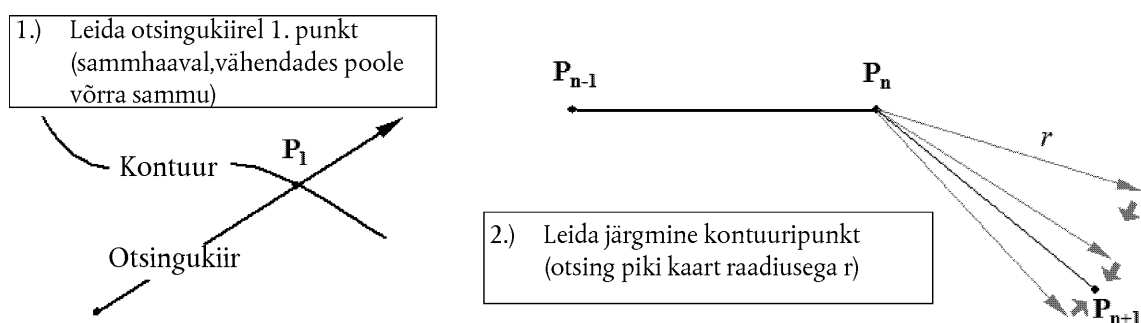 1.) Leida otsingukiirel 1. punkt
(sammhaaval,vähendades poole
võrra sammu)
Kontuur
P1
Otsingukiir
Pn-1
Pn
r
2.) Leida järgmine kontuuripunkt
(otsing piki kaart raadiusega r)
Pn+1